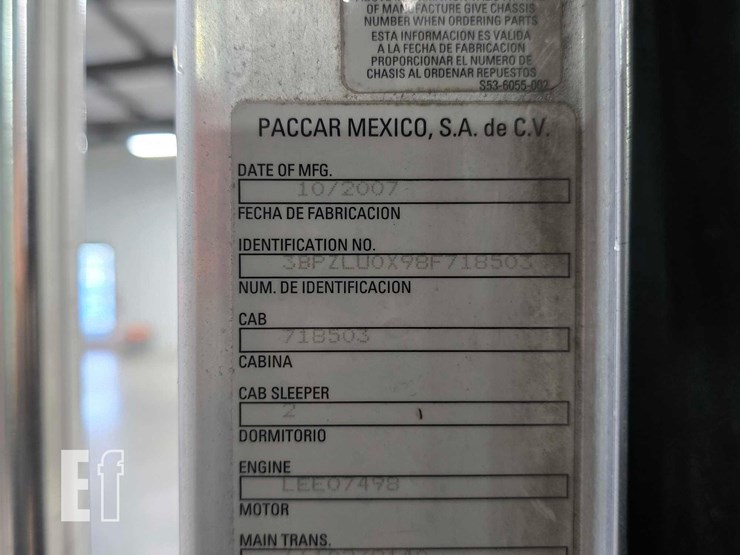 OF MANUFACTURE GIVE CHASSIS
NUMBER WHEN ORDERING PARTS
ESTA INFORMACION ES VALIDA
A LA FECHA DE FABRICACION
PROPORCIONAR EL NUMERO DE
CHASIS AL ORDENAR REPUESTOS
S53-6055-002
PACCAR MEXICO, S.A. de C.V.
DATE OF MFG.
10/2007
FECHA DE FABRICACION
IDENTIFICATION NO.
3BPZLU0X98F718503
NUM. DE IDENTIFICACION
CAB
718503
CABINA
CAB SLEEPER
2
DORMITORIO
ENGINE
LEE07498
MOTOR
MAIN TRANS.
Ef